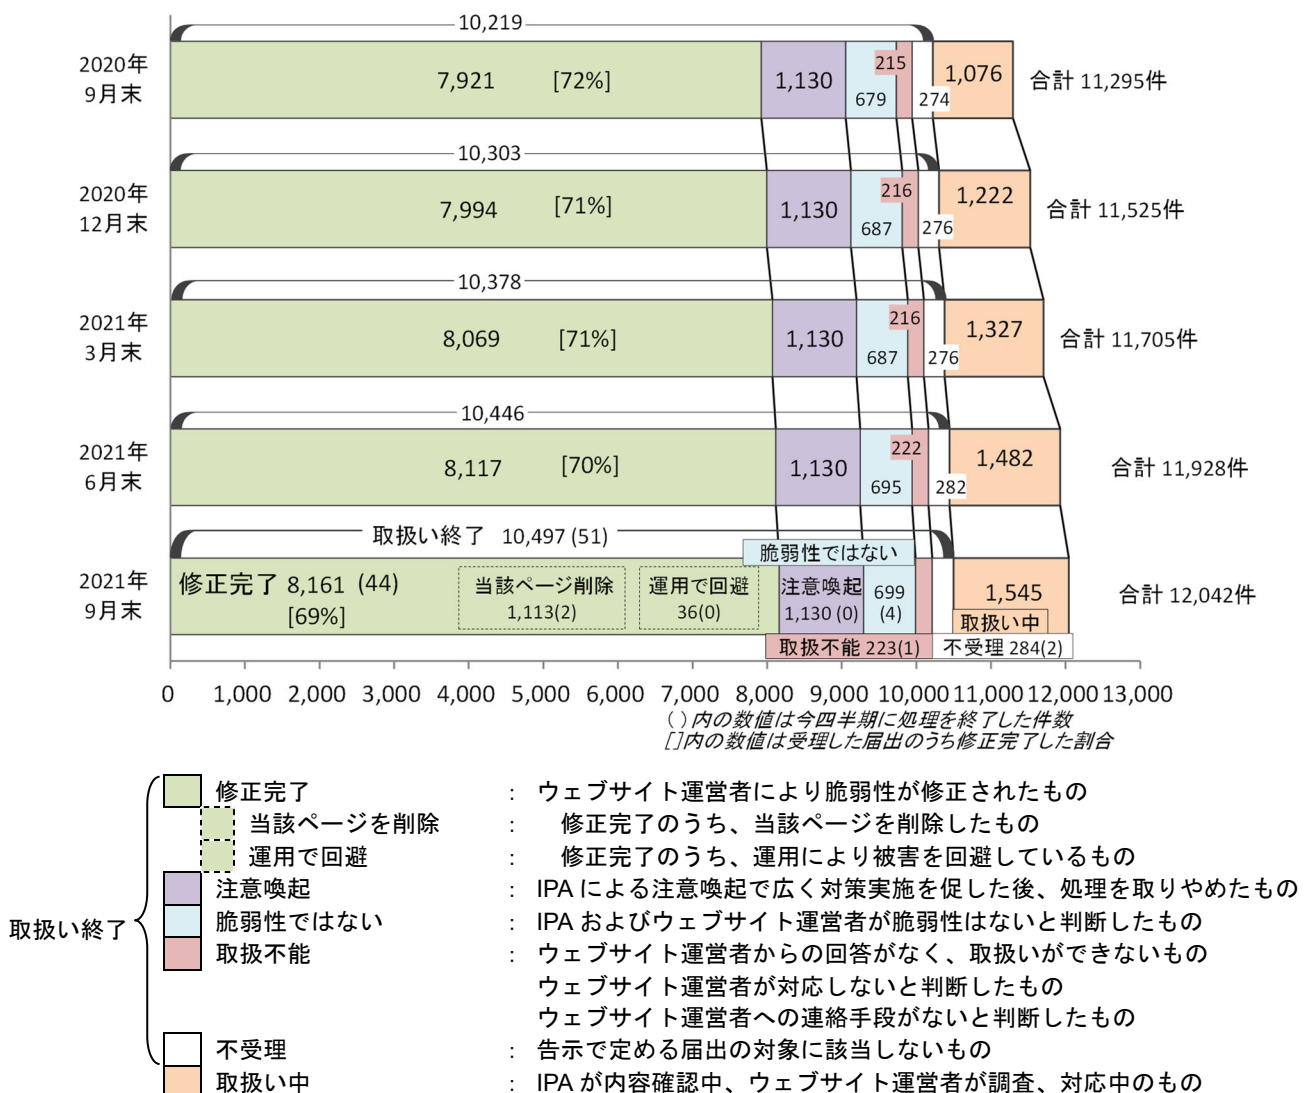 10,219
2020年
9月末
7,921 [72%] 1,130 679 215 274 1,076 合計 11,295件
10,303
2020年
12月末
7,994 [71%] 1,130 687 216 276 1,222 合計 11,525件
10,378
2021年
3月末
8,069 [71%] 1,130 687 216 276 1,327 合計 11,705件
10,446
2021年
6月末
8,117 [70%] 1,130 695 222 282 1,482 合計 11,928件
取扱い終了 10,497 (51)
脆弱性ではない
2021年
9月末
修正完了 8,161 (44)
[69%]
当該ページ削除
1,113(2)
運用で回避
36(0)
注意喚起
1,130 (0)
699
(4)
1,545
取扱い中
合計 12,042件
取扱不能 223(1) 不受理 284(2)
0 1,000 2,000 3,000 4,000 5,000 6,000 7,000 8,000 9,000 10,000 11,000 12,000 13,000
( )内の数値は今四半期に処理を終了した件数
[]内の数値は受理した届出のうち修正完了した割合
取扱い終了
修正完了 : ウェブサイト運営者により脆弱性が修正されたもの
当該ページを削除 : 修正完了のうち、当該ページを削除したもの
運用で回避 : 修正完了のうち、運用により被害を回避しているもの
注意喚起 : IPA による注意喚起で広く対策実施を促した後、処理を取りやめたもの
脆弱性ではない : IPA およびウェブサイト運営者が脆弱性はないと判断したもの
取扱不能 : ウェブサイト運営者からの回答がなく、取扱いができないもの
ウェブサイト運営者が対応しないと判断したもの
ウェブサイト運営者への連絡手段がないと判断したもの
不受理 : 告示で定める届出の対象に該当しないもの
取扱い中 : IPA が内容確認中、ウェブサイト運営者が調査、対応中のもの